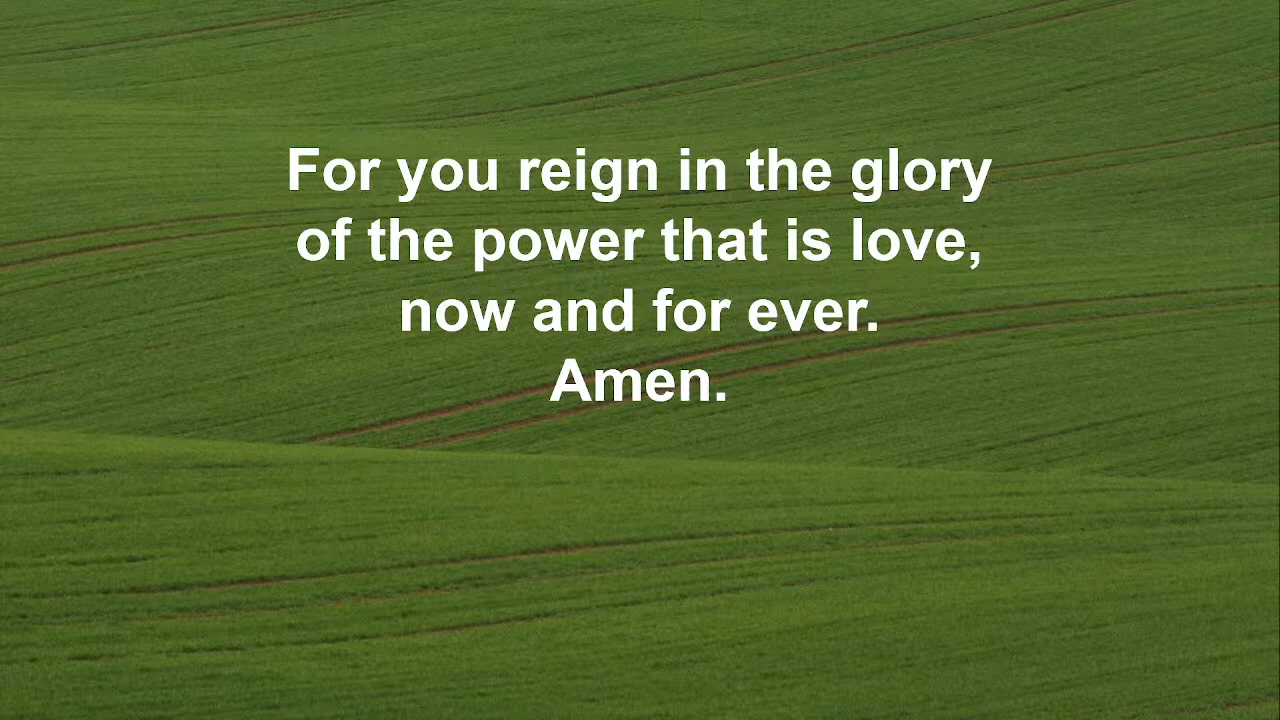 For you reign in the glory
of the power that is love,
now and for ever.
Amen.